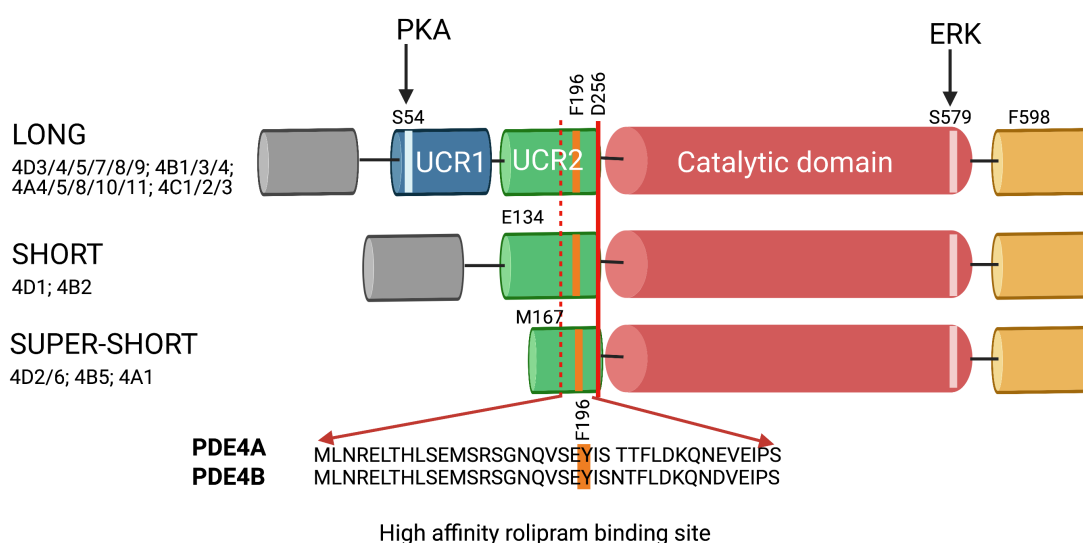 PKA
ERK
F196
D256
S54
S579
F598
LONG
4D3/4/5/7/8/9; 4B1/3/4;
4A4/5/8/10/11; 4C1/2/3
UCR1
UCR2
Catalytic domain
E134
SHORT
4D1; 4B2
M167
SUPER-SHORT
4D2/6; 4B5; 4A1
F196
PDE4A MLNRELTHLSEMSRSGNQVSEYIS TTFLDKQNEVEIPS
PDE4B MLNRELTHLSEMSRSGNQVSEYISNTFLDKQNDVEIPS
High affinity rolipram binding site